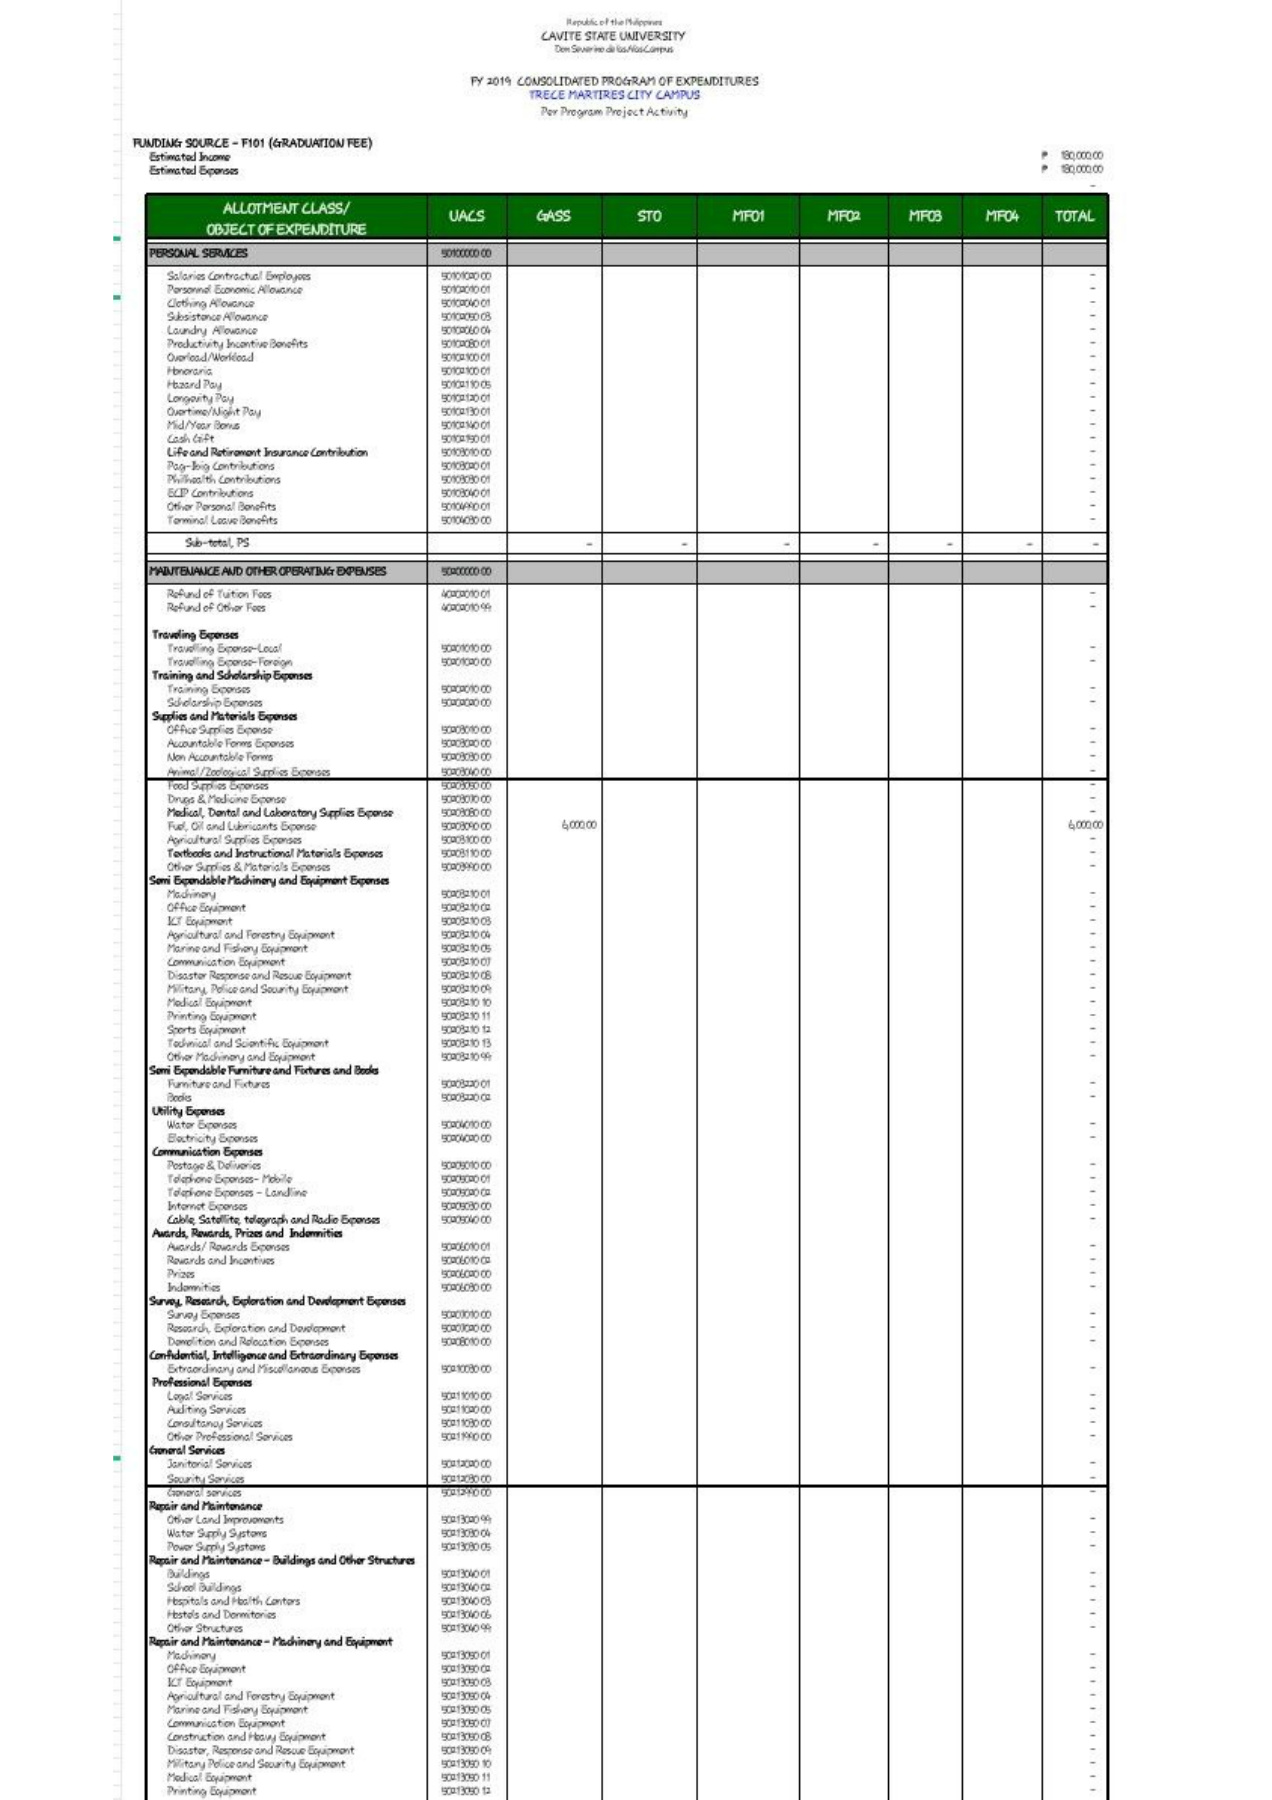 Republic of the Philippines
CAVITE STATE UNIVERSITY
Don Severino de las Alas Campus
FY 2019 CONSOLIDATED PROGRAM OF EXPENDITURES
TRECE MARTIRES CITY CAMPUS
Per Program Project Activity
FUNDING SOURCE - F101 (GRADUATION FEE)
Estimated Income ₱ 180,000.00
Estimated Expenses ₱ 180,000.00
-
ALLOTMENT CLASS/ OBJECT OF EXPENDITURE UACS GASS STO MFO1 MFO2 MFO3 MFO4 TOTAL
PERSONAL SERVICES 50100000 00
Salaries Contractual Employees 50101020 00 -
Personnel Economic Allowance 50102010 01 -
Clothing Allowance 50102040 01 -
Subsistence Allowance 50102050 03 -
Laundry Allowance 50102060 04 -
Productivity Incentive Benefits 50102080 01 -
Overload/Workload 50102100 01 -
Honoraria 50102100 01 -
Hazard Pay 50102110 05 -
Longevity Pay 50102120 01 -
Overtime/Night Pay 50102130 01 -
Mid/Year Bonus 50102140 01 -
Cash Gift 50102150 01 -
Life and Retirement Insurance Contribution 50103010 00 -
Pag-Ibig Contributions 50103020 01 -
Philhealth Contributions 50103030 01 -
ECIP Contributions 50103040 01 -
Other Personal Benefits 50104990 01 -
Terminal Leave Benefits 50104030 00 -
Sub-total, PS - - - - - - -
MAINTENANCE AND OTHER OPERATING EXPENSES 50200000 00
Refund of Tuition Fees 40202010 01 -
Refund of Other Fees 40202010 99 -
Traveling Expenses
Travelling Expense-Local 50201010 00 -
Travelling Expense-Foreign 50201020 00 -
Training and Scholarship Expenses
Training Expenses 50202010 00 -
Scholarship Expenses 50202020 00 -
Supplies and Materials Expenses
Office Supplies Expense 50203010 00 -
Accountable Forms Expenses 50203020 00 -
Non Accountable Forms 50203030 00 -
Animal/Zoological Supplies Expenses 50203040 00 -
Food Supplies Expenses 50203050 00 -
Drugs & Medicine Expense 50203070 00 -
Medical, Dental and Laboratory Supplies Expense 50203080 00 -
Fuel, Oil and Lubricants Expense 50203090 00 6,000.00 6,000.00
Agricultural Supplies Expenses 50203100 00 -
Textbooks and Instructional Materials Expenses 50203110 00 -
Other Supplies & Materials Expenses 50203990 00 -
Semi Expendable Machinery and Equipment Expenses
Machinery 50203210 01 -
Office Equipment 50203210 02 -
ICT Equipment 50203210 03 -
Agricultural and Forestry Equipment 50203210 04 -
Marine and Fishery Equipment 50203210 05 -
Communication Equipment 50203210 07 -
Disaster Response and Rescue Equipment 50203210 08 -
Military, Police and Security Equipment 50203210 09 -
Medical Equipment 50203210 10 -
Printing Equipment 50203210 11 -
Sports Equipment 50203210 12 -
Technical and Scientific Equipment 50203210 13 -
Other Machinery and Equipment 50203210 99 -
Semi Expendable Furniture and Fixtures and Books
Furniture and Fixtures 50203220 01 -
Books 50203220 02 -
Utility Expenses
Water Expenses 50204010 00 -
Electricity Expenses 50204020 00 -
Communication Expenses
Postage & Deliveries 50205010 00 -
Telephone Expenses- Mobile 50205020 01 -
Telephone Expenses - Landline 50205020 02 -
Internet Expenses 50205030 00 -
Cable, Satellite, telegraph and Radio Expenses 50205040 00 -
Awards, Rewards, Prizes and Indemnities
Awards/ Rewards Expenses 50206010 01 -
Rewards and Incentives 50206010 02 -
Prizes 50206020 00 -
Indemnities 50206030 00 -
Survey, Research, Exploration and Development Expenses
Survey Expenses 50207010 00 -
Research, Exploration and Development 50207020 00 -
Demolition and Relocation Expenses 50208010 00 -
Confidential, Intelligence and Extraordinary Expenses
Extraordinary and Miscellaneous Expenses 50210030 00 -
Professional Expenses
Legal Services 50211010 00 -
Auditing Services 50211020 00 -
Consultancy Services 50211030 00 -
Other Professional Services 50211990 00 -
General Services
Janitorial Services 50212020 00 -
Security Services 50212030 00 -
General services 50212990 00 -
Repair and Maintenance
Other Land Improvements 50213020 99 -
Water Supply Systems 50213030 04 -
Power Supply Systems 50213030 05 -
Repair and Maintenance - Buildings and Other Structures
Buildings 50213040 01 -
School Buildings 50213040 02 -
Hospitals and Health Centers 50213040 03 -
Hostels and Dormitories 50213040 06 -
Other Structures 50213040 99 -
Repair and Maintenance - Machinery and Equipment
Machinery 50213050 01 -
Office Equipment 50213050 02 -
ICT Equipment 50213050 03 -
Agricultural and Forestry Equipment 50213050 04 -
Marine and Fishery Equipment 50213050 05 -
Communication Equipment 50213050 07 -
Construction and Heavy Equipment 50213050 08 -
Disaster, Response and Rescue Equipment 50213050 09 -
Military Police and Security Equipment 50213050 10 -
Medical Equipment 50213050 11 -
Printing Equipment 50213050 12 -